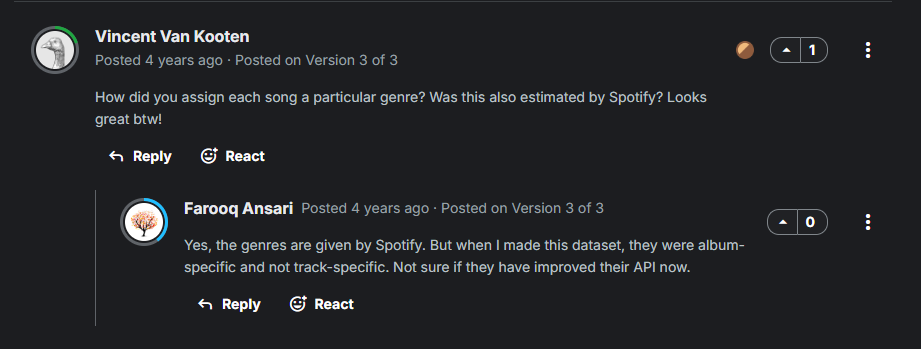 Vincent Van Kooten
Posted 4 years ago · Posted on Version 3 of 3
1
How did you assign each song a particular genre? Was this also estimated by Spotify? Looks
great btw!
Reply
React
Farooq Ansari Posted 4 years ago · Posted on Version 3 of 3
0
Yes, the genres are given by Spotify. But when I made this dataset, they were album-
specific and not track-specific. Not sure if they have improved their API now.
Reply
React